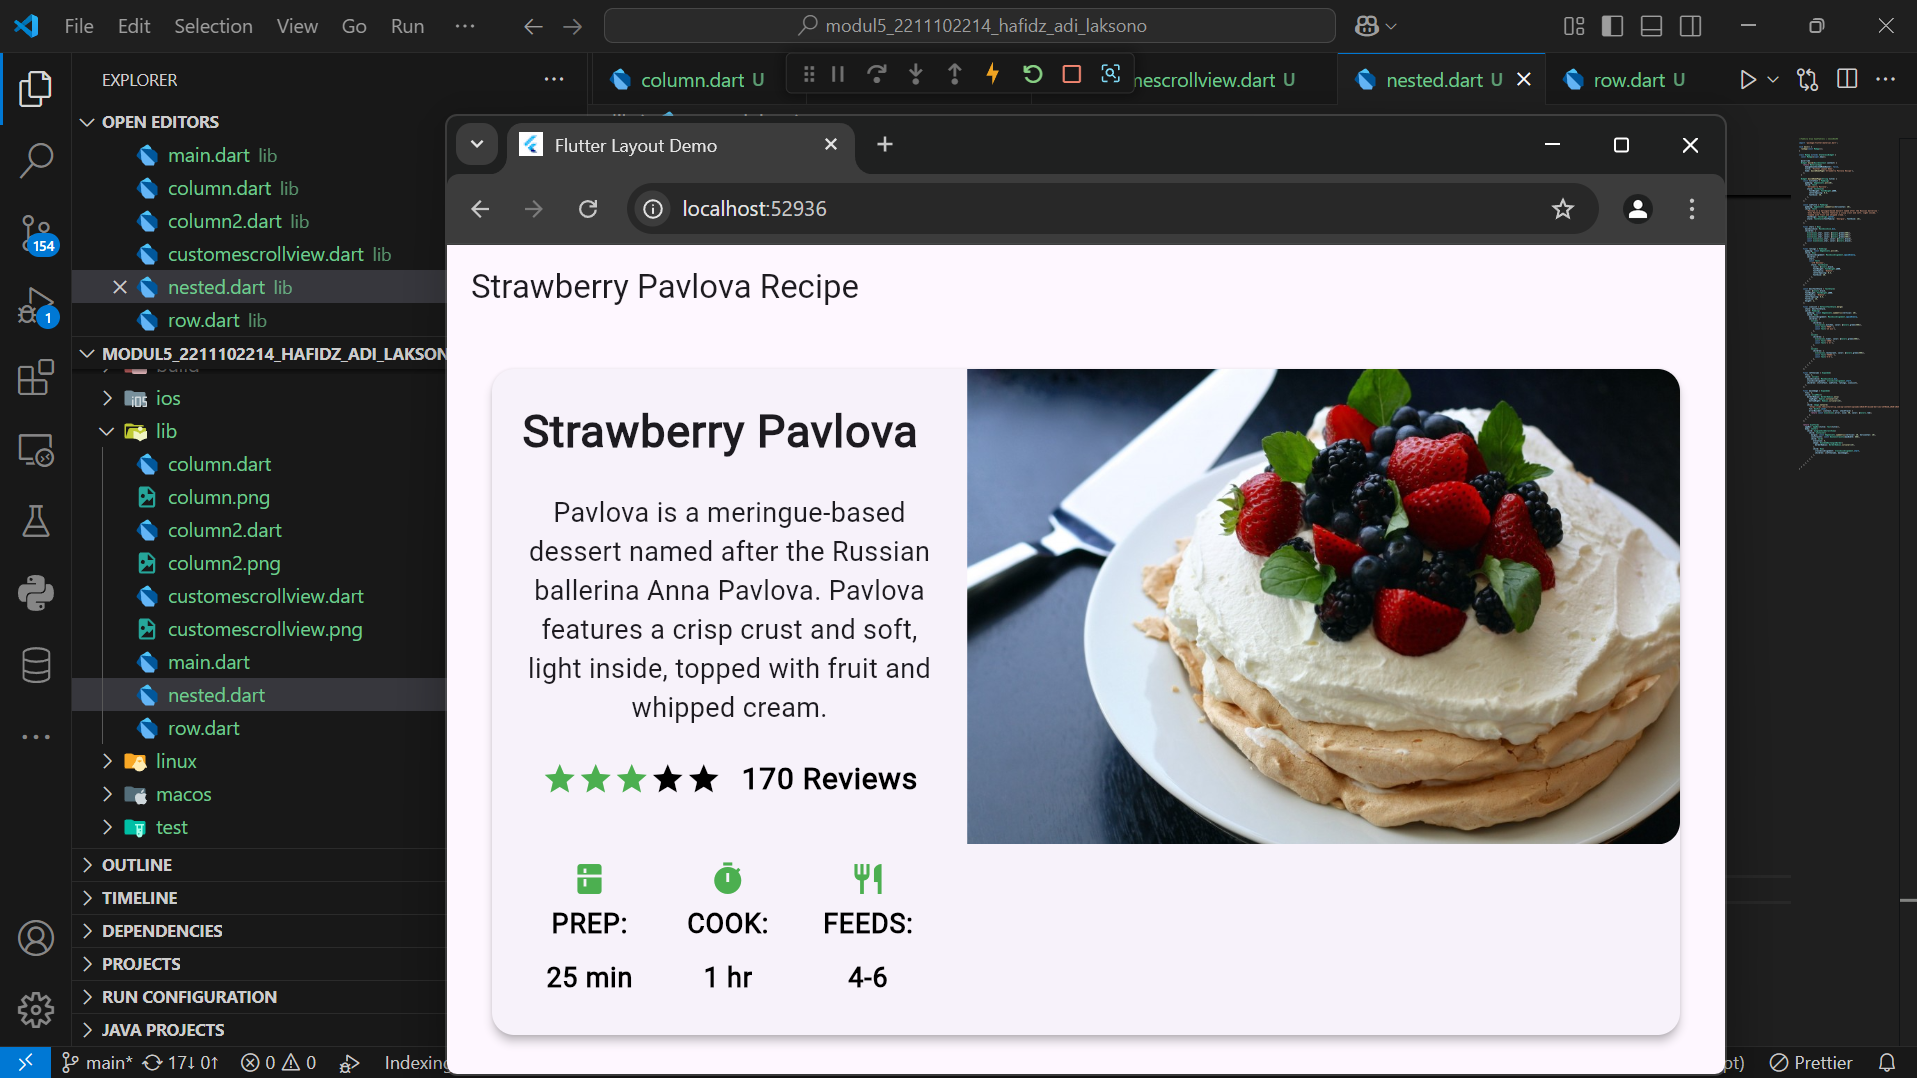 File Edit Selection View Go Run
modul5_2211102214_hafidz_adi_laksono
EXPLORER
column.dart U
mescrollview.dart U
nested.dart U
row.dart U
OPEN EDITORS
main.dart lib
column.dart lib
column2.dart lib
customescrollview.dart lib
nested.dart lib
row.dart lib
154
1
MODUL5_2211102214_HAFIDZ_ADI_LAKSON
build
ios
lib
column.dart
column.png
column2.dart
column2.png
customescrollview.dart
customescrollview.png
main.dart
nested.dart
row.dart
linux
macos
test
OUTLINE
TIMELINE
DEPENDENCIES
PROJECTS
RUN CONFIGURATION
JAVA PROJECTS
main* 17↓ 0↑ 0 0 Indexing
pt) Prettier
Flutter Layout Demo
localhost:52936
Strawberry Pavlova Recipe
Strawberry Pavlova
Pavlova is a meringue-based
dessert named after the Russian
ballerina Anna Pavlova. Pavlova
features a crisp crust and soft,
light inside, topped with fruit and
whipped cream.
170 Reviews
PREP: COOK: FEEDS:
25 min 1 hr 4-6